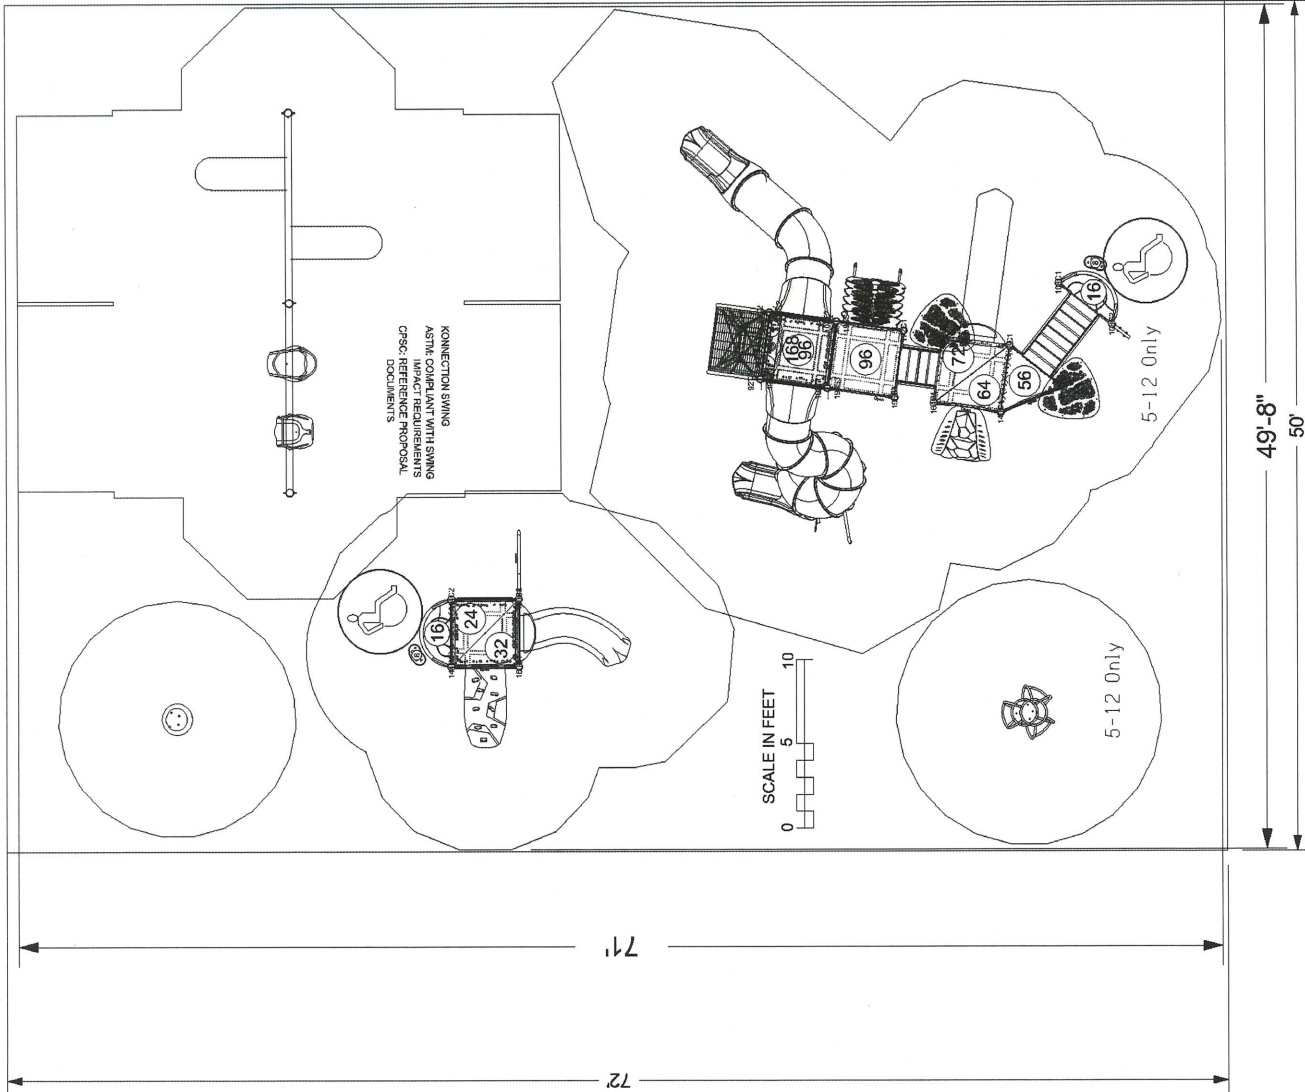 KONNECTION SWING
ASTM: COMPLIANT WITH SWING
IMPACT REQUIREMENTS
CPSC: REFERENCE PROPOSAL
DOCUMENTS
168
96
96
72
64
56
16
8
5-12 Only
16
24
32
8
SCALE IN FEET
0
5
10
5-12 Only
49'-8"
50'
71'
72'